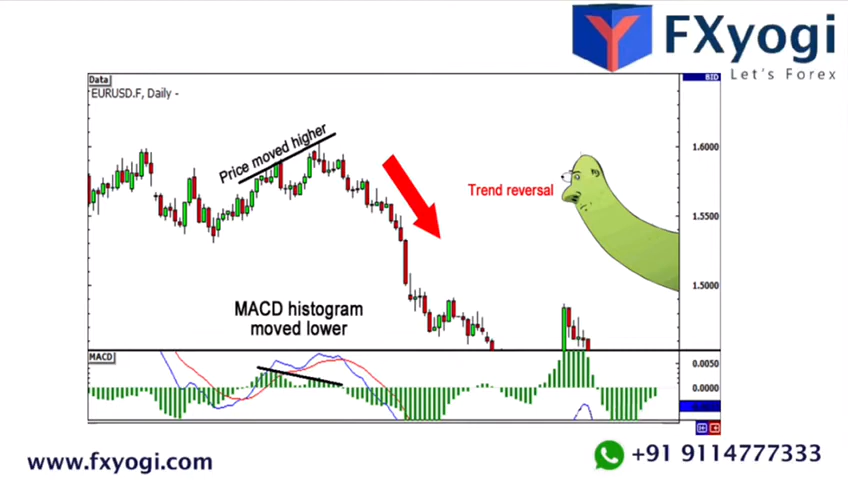 FXyogi
Let's Forex
Data
BID
EURUSD.F, Daily -
1.6000
Price moved higher
Trend reversal
1.5500
1.5000
MACD histogram
moved lower
MACD
0.0050
0.0000
www.fxyogi.com
+91 9114777333